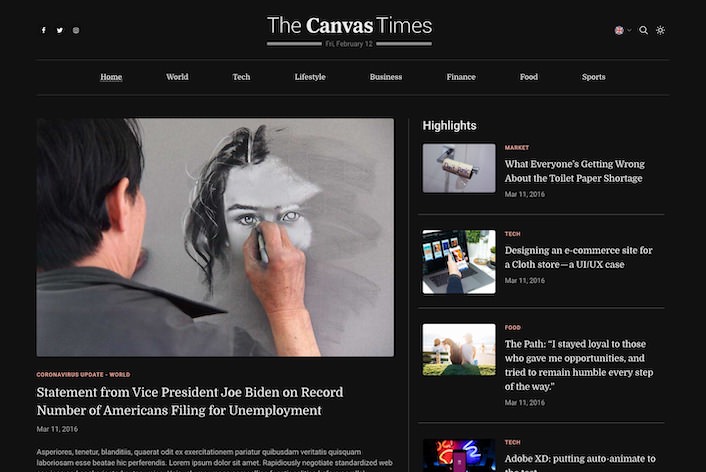 The Canvas Times
Fri, February 12
Home World Tech Lifestyle Business Finance Food Sports
CORONAVIRUS UPDATE - WORLD
Statement from Vice President Joe Biden on Record
Number of Americans Filing for Unemployment
Mar 11, 2016
Asperiores, tenetur, blanditiis, quaerat odit ex exercitationem pariatur quibusdam veritatis quisquam
laboriosam esse beatae hic perferendis. Lorem ipsum dolor sit amet. Rapidiously negotiate standardized web
Highlights
MARKET
What Everyone's Getting Wrong
About the Toilet Paper Shortage
Mar 11, 2016
TECH
Designing an e-commerce site for
a Cloth store—a UI/UX case
Mar 11, 2016
FOOD
The Path: “I stayed loyal to those
who gave me opportunities, and
tried to remain humble every step
of the way.”
Mar 11, 2016
TECH
Adobe XD: putting auto-animate to
the test